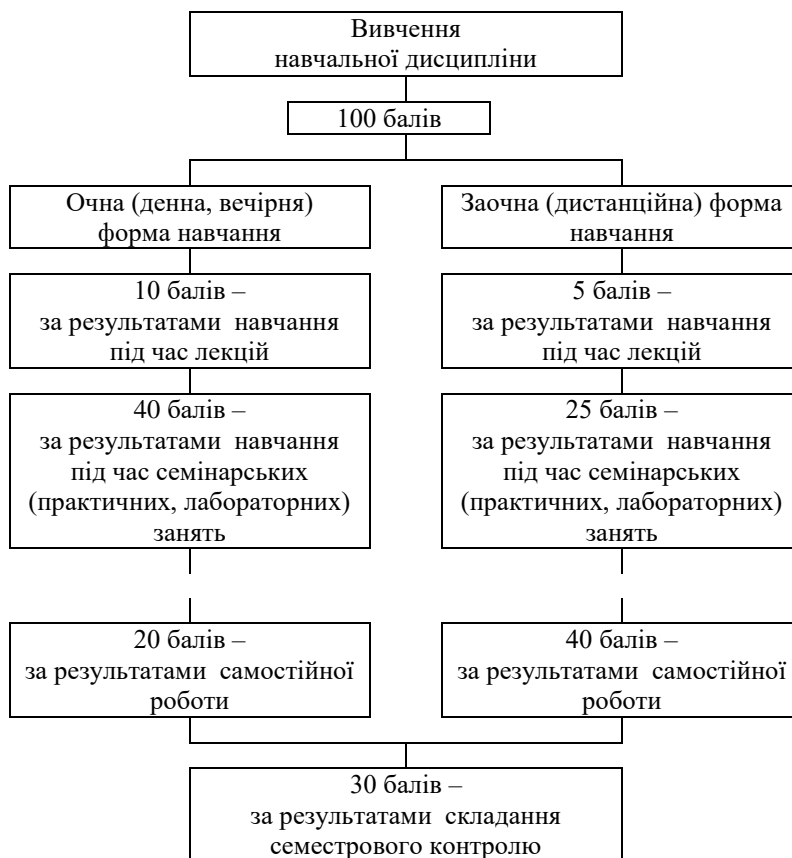 Вивчення
навчальної дисципліни
100 балів
Очна (денна, вечірня)
форма навчання
Заочна (дистанційна) форма
навчання
10 балів –
за результатами навчання
під час лекцій
5 балів –
за результатами навчання
під час лекцій
40 балів –
за результатами навчання
під час семінарських
(практичних, лабораторних)
занять
25 балів –
за результатами навчання
під час семінарських
(практичних, лабораторних)
занять
20 балів –
за результатами самостійної
роботи
40 балів –
за результатами самостійної
роботи
30 балів –
за результатами складання
семестрового контролю